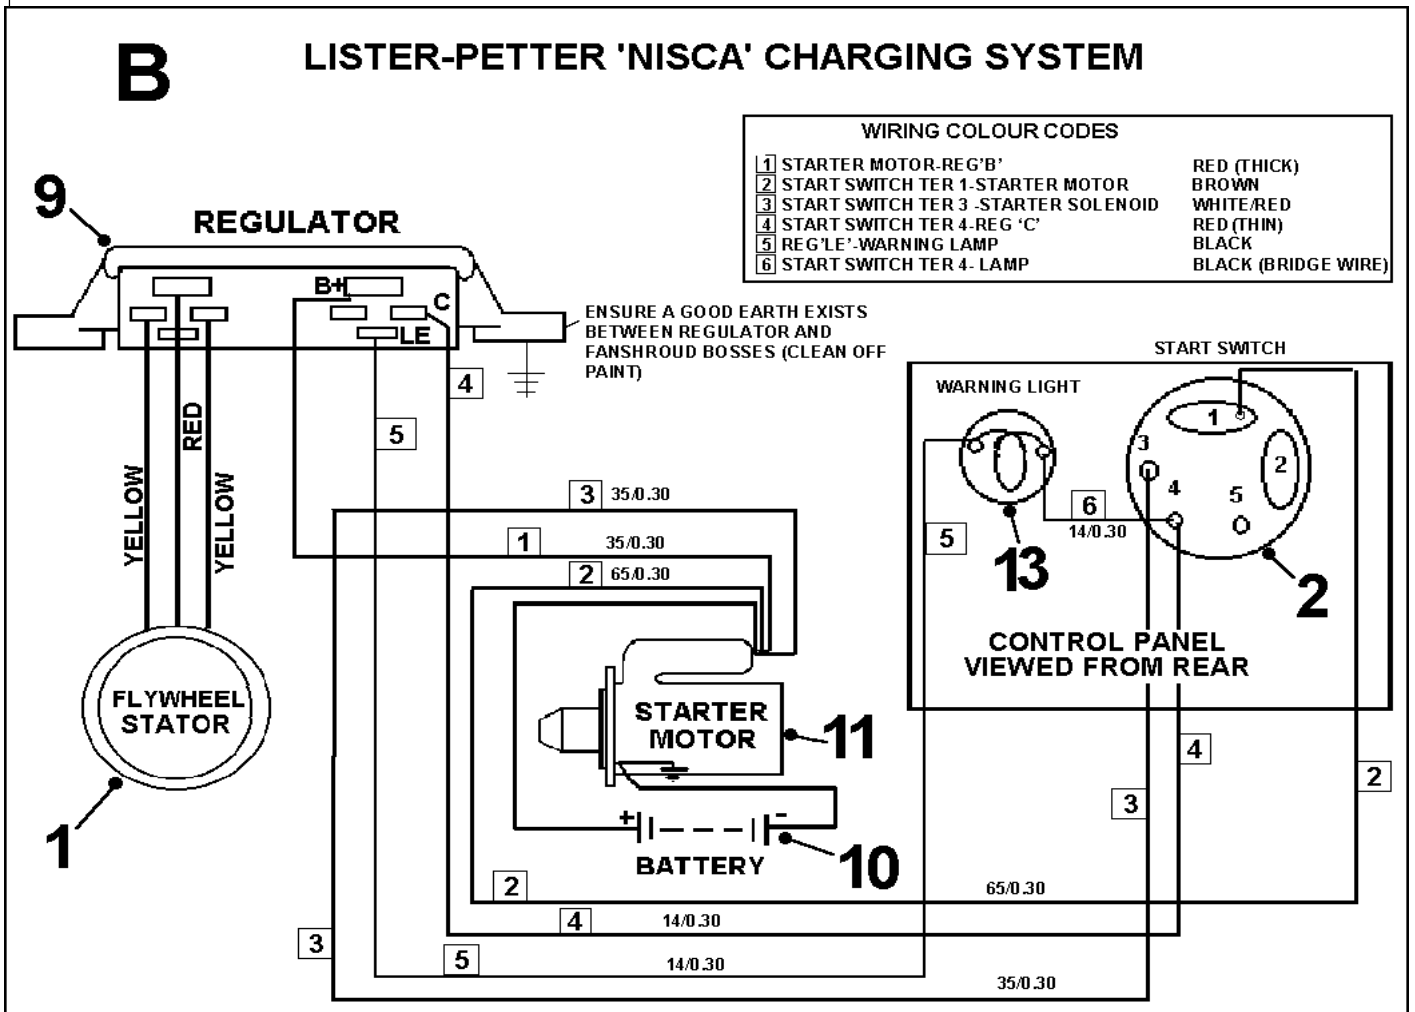 B
LISTER-PETTER 'NISCA' CHARGING SYSTEM
WIRING COLOUR CODES
1 STARTER MOTOR-REG'B' RED (THICK)
2 START SWITCH TER 1-STARTER MOTOR BROWN
3 START SWITCH TER 3 -STARTER SOLENOID WHITE/RED
4 START SWITCH TER 4-REG ‘C’ RED (THIN)
5 REG'LE'-WARNING LAMP BLACK
6 START SWITCH TER 4- LAMP BLACK (BRIDGE WIRE)
9
REGULATOR
B+
C
LE
ENSURE A GOOD EARTH EXISTS
BETWEEN REGULATOR AND
FANSHROUD BOSSES (CLEAN OFF
PAINT)
4
5
YELLOW
RED
YELLOW
START SWITCH
WARNING LIGHT
1
2
3
4
5
6
14/0.30
5
13
2
CONTROL PANEL
VIEWED FROM REAR
3 35/0.30
1 35/0.30
2 65/0.30
FLYWHEEL
STATOR
1
STARTER
MOTOR
11
+
-
BATTERY
10
4
2
3
2 65/0.30
4 14/0.30
3
5 14/0.30
35/0.30